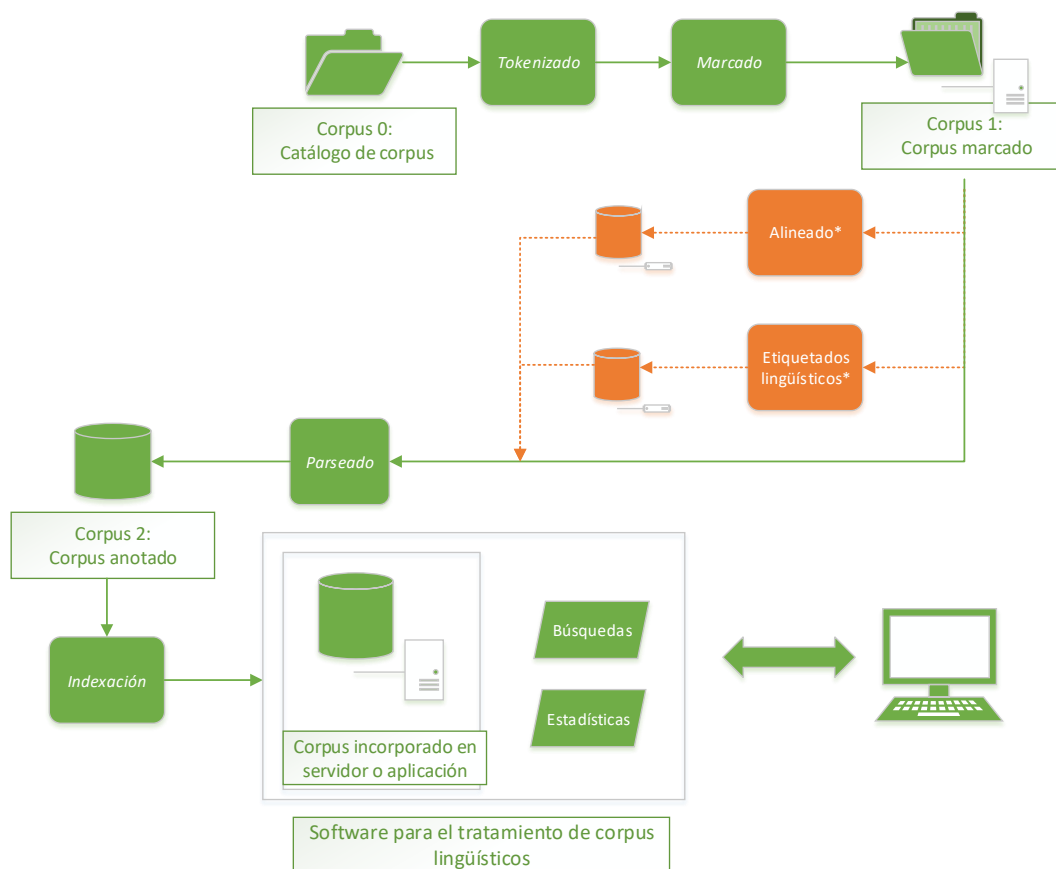 Tokenizado
Marcado
Corpus 0:
Catálogo de corpus
Corpus 1:
Corpus marcado
Alineado*
Etiquetados
lingüísticos*
Parseado
Corpus 2:
Corpus anotado
Indexación
Búsquedas
Estadísticas
Corpus incorporado en
servidor o aplicación
Software para el tratamiento de corpus
lingüísticos